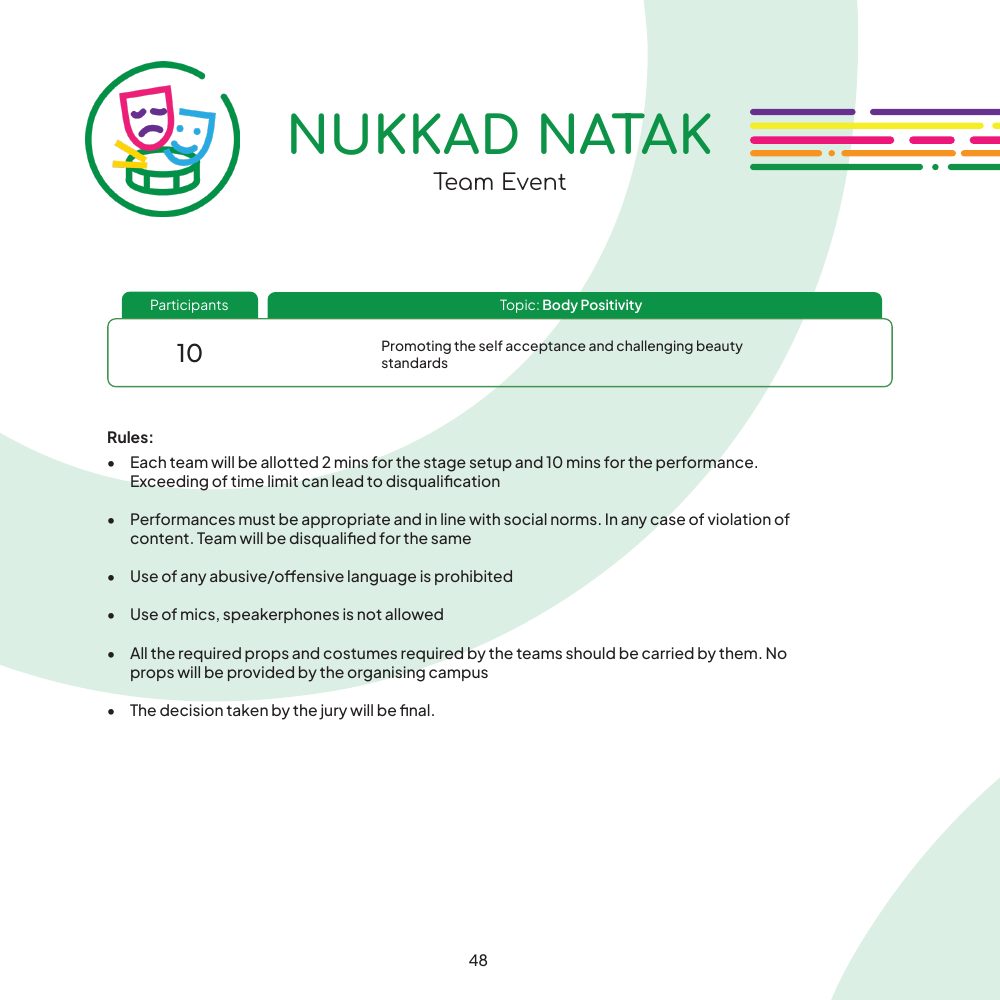 NUKKAD NATAK
Team Event
Participants
Topic: Body Positivity
10
Promoting the self acceptance and challenging beauty
standards
Rules:
• Each team will be allotted 2 mins for the stage setup and 10 mins for the performance.
Exceeding of time limit can lead to disqualification
• Performances must be appropriate and in line with social norms. In any case of violation of
content. Team will be disqualified for the same
• Use of any abusive/offensive language is prohibited
• Use of mics, speakerphones is not allowed
• All the required props and costumes required by the teams should be carried by them. No
props will be provided by the organising campus
• The decision taken by the jury will be final.
48